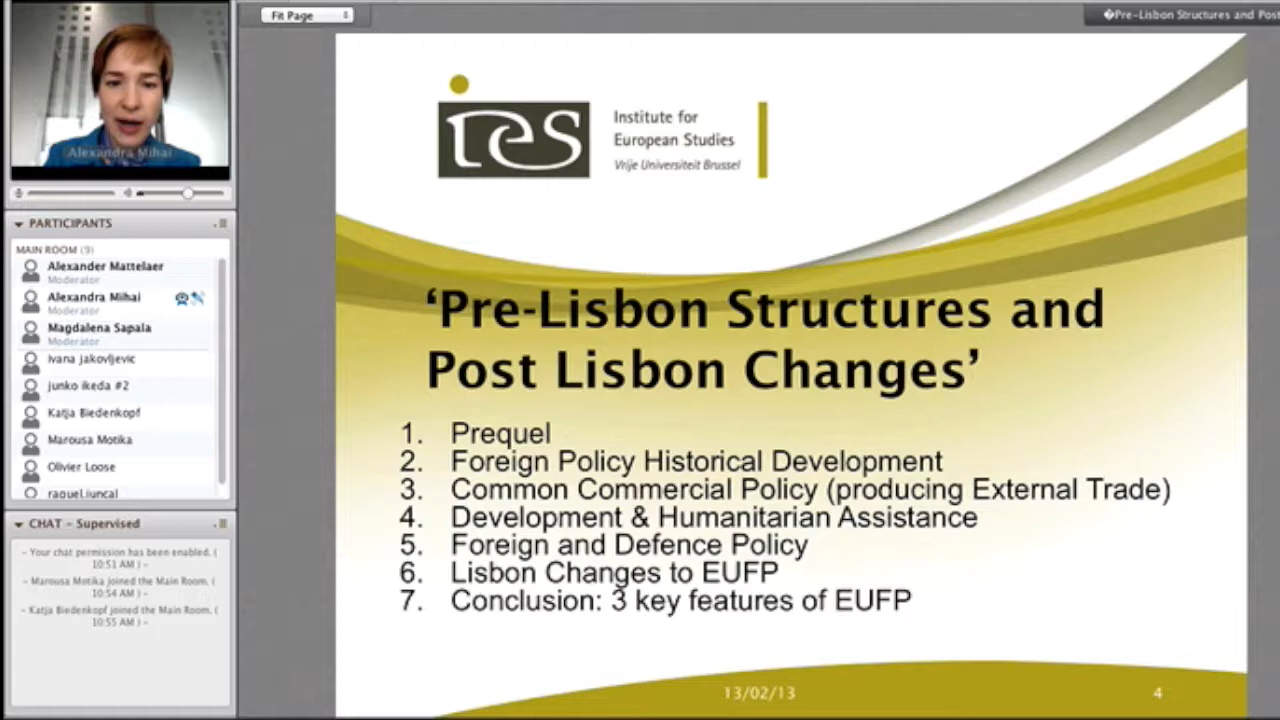 Fit Page
Pre-Lisbon Structures and Post
Alexandra Mihai
PARTICIPANTS
MAIN ROOM (9)
Alexander Mattelaer
Moderator
Alexandra Mihai
Moderator
Magdalena Sapala
Moderator
ivana jakovljevic
junko ikeda #2
Katja Biedenkopf
Marousa Motika
Olivier Loose
raquel.juncal
CHAT - Supervised
- Your chat permission has been enabled. (
10:51 AM ) -
- Marousa Motika joined the Main Room. (
10:54 AM ) -
- Katja Biedenkopf joined the Main Room. (
10:55 AM ) -
ies
Institute for
European Studies
Vrije Universiteit Brussel
‘Pre-Lisbon Structures and
Post Lisbon Changes’
1. Prequel
2. Foreign Policy Historical Development
3. Common Commercial Policy (producing External Trade)
4. Development & Humanitarian Assistance
5. Foreign and Defence Policy
6. Lisbon Changes to EUFP
7. Conclusion: 3 key features of EUFP
13/02/13
4